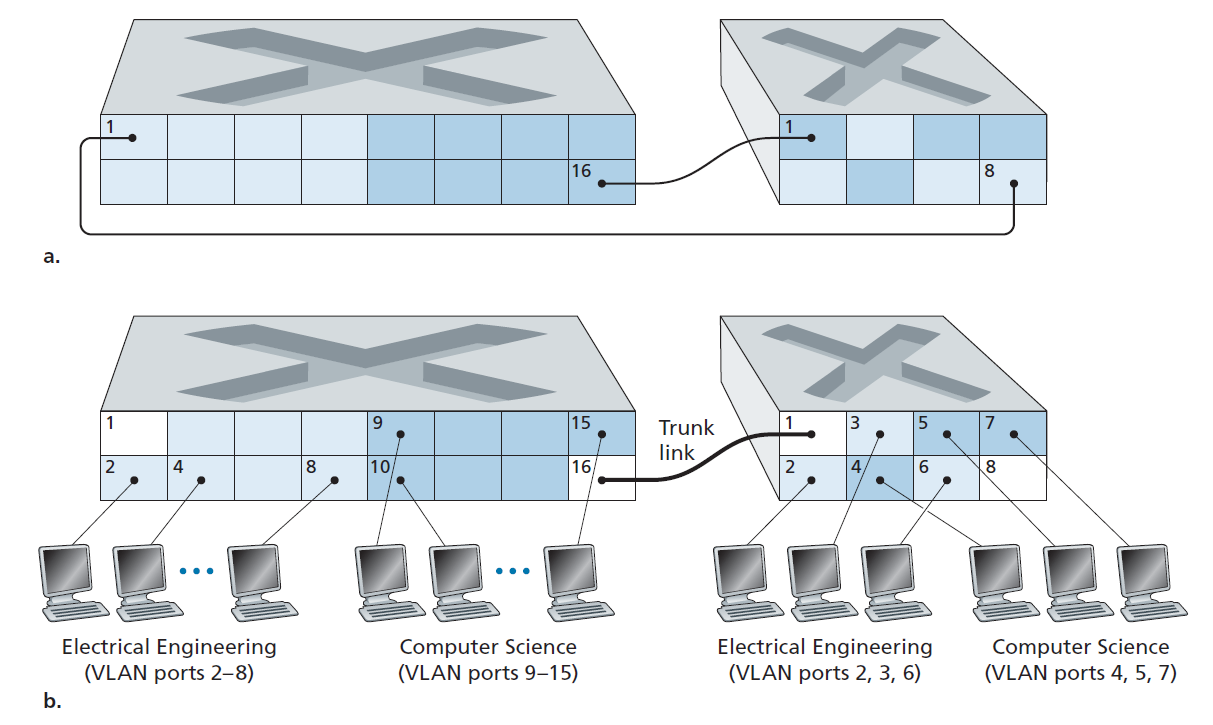 1
16
1
8
a.
1
9
15
2
4
8
10
16
Trunk
link
1
3
5
7
2
4
6
8
Electrical Engineering
(VLAN ports 2–8)
Computer Science
(VLAN ports 9–15)
Electrical Engineering
(VLAN ports 2, 3, 6)
Computer Science
(VLAN ports 4, 5, 7)
b.